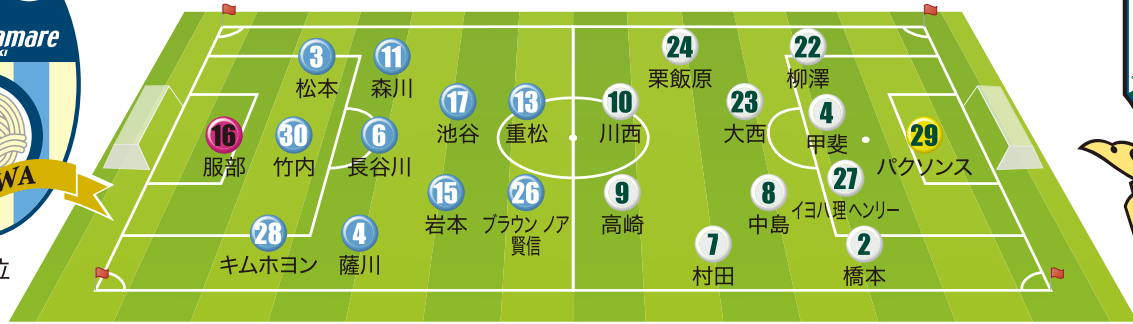 amare
KI
WA
位
16
服部
3
松本
30
竹内
28
キムホヨン
11
森川
6
長谷川
4
薩川
17
池谷
15
岩本
13
重松
26
ブラウン ノア
賢信
10
川西
9
高崎
24
栗飯原
7
村田
23
大西
8
中島
22
柳澤
4
甲斐
27
イヨハ理ヘンリー
2
橋本
29
パクソンス